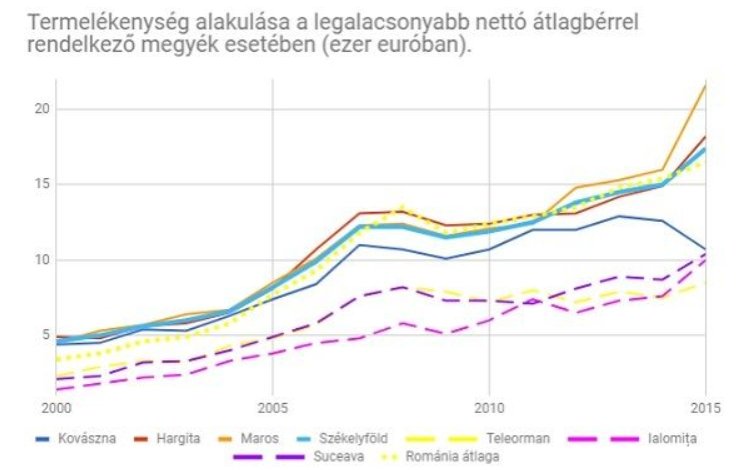 Termelékenység alakulása a legalacsonyabb nettó átlagbérrel
rendelkező megyék esetében (ezer euróban).
20
15
10
5
2000 2005 2010 2015
Kovászna Hargita Maros Székelyföld Teleorman Ialomița
Suceava Románia átlaga